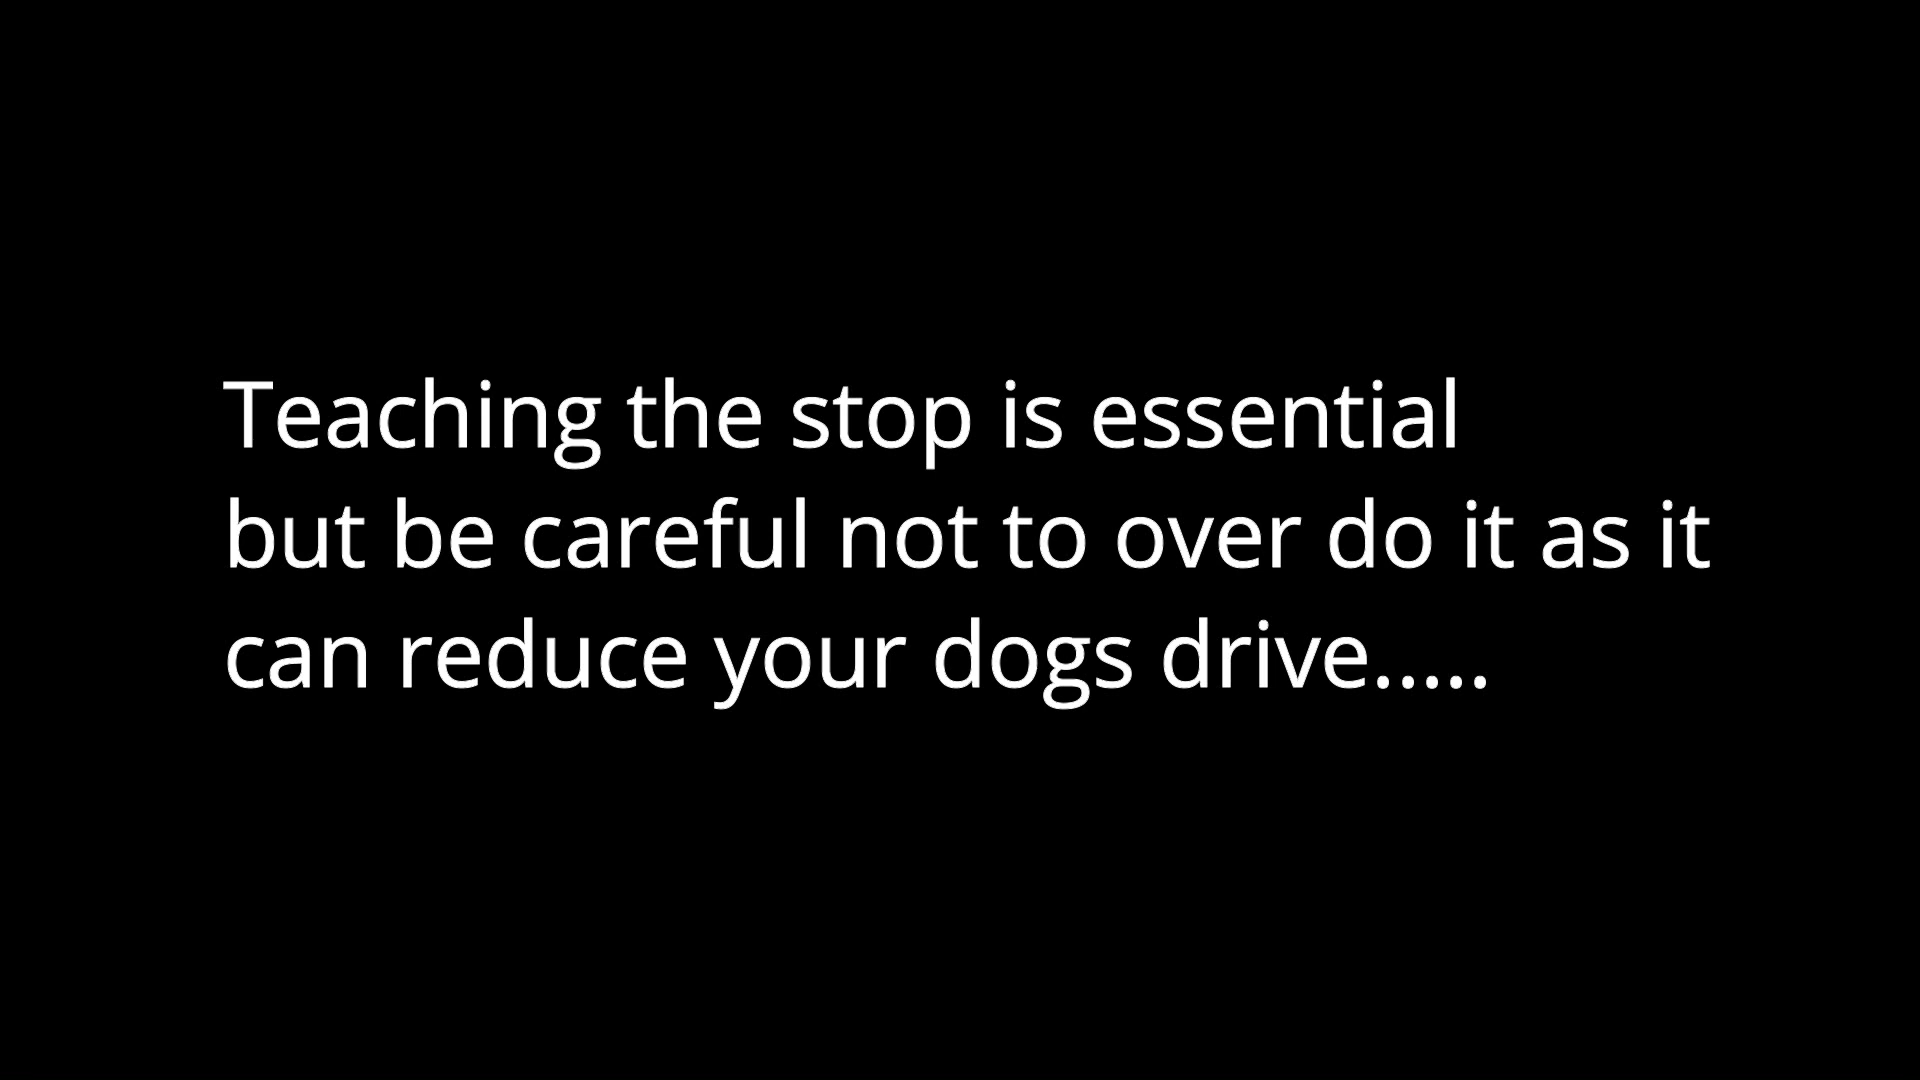 Teaching the stop is essential
but be careful not to over do it as it
can reduce your dogs drive.....